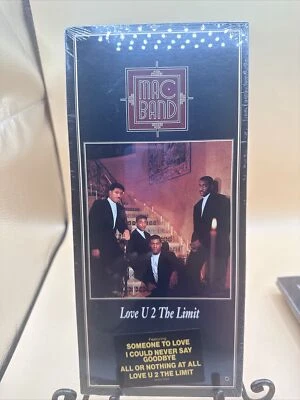 MAC
BAND
Love U 2 The Limit
Featuring
SOMEONE TO LOVE
I COULD NEVER SAY
GOODBYE
ALL OR NOTHING AT ALL
LOVE U 2 THE LIMIT